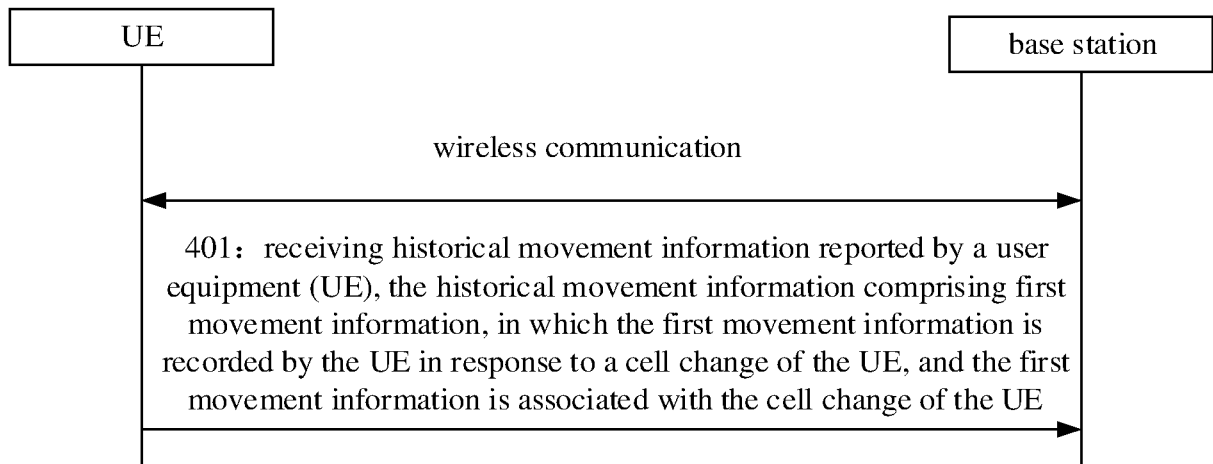 UE
base station
wireless communication
401：receiving historical movement information reported by a user
equipment (UE), the historical movement information comprising first
movement information, in which the first movement information is
recorded by the UE in response to a cell change of the UE, and the first
movement information is associated with the cell change of the UE